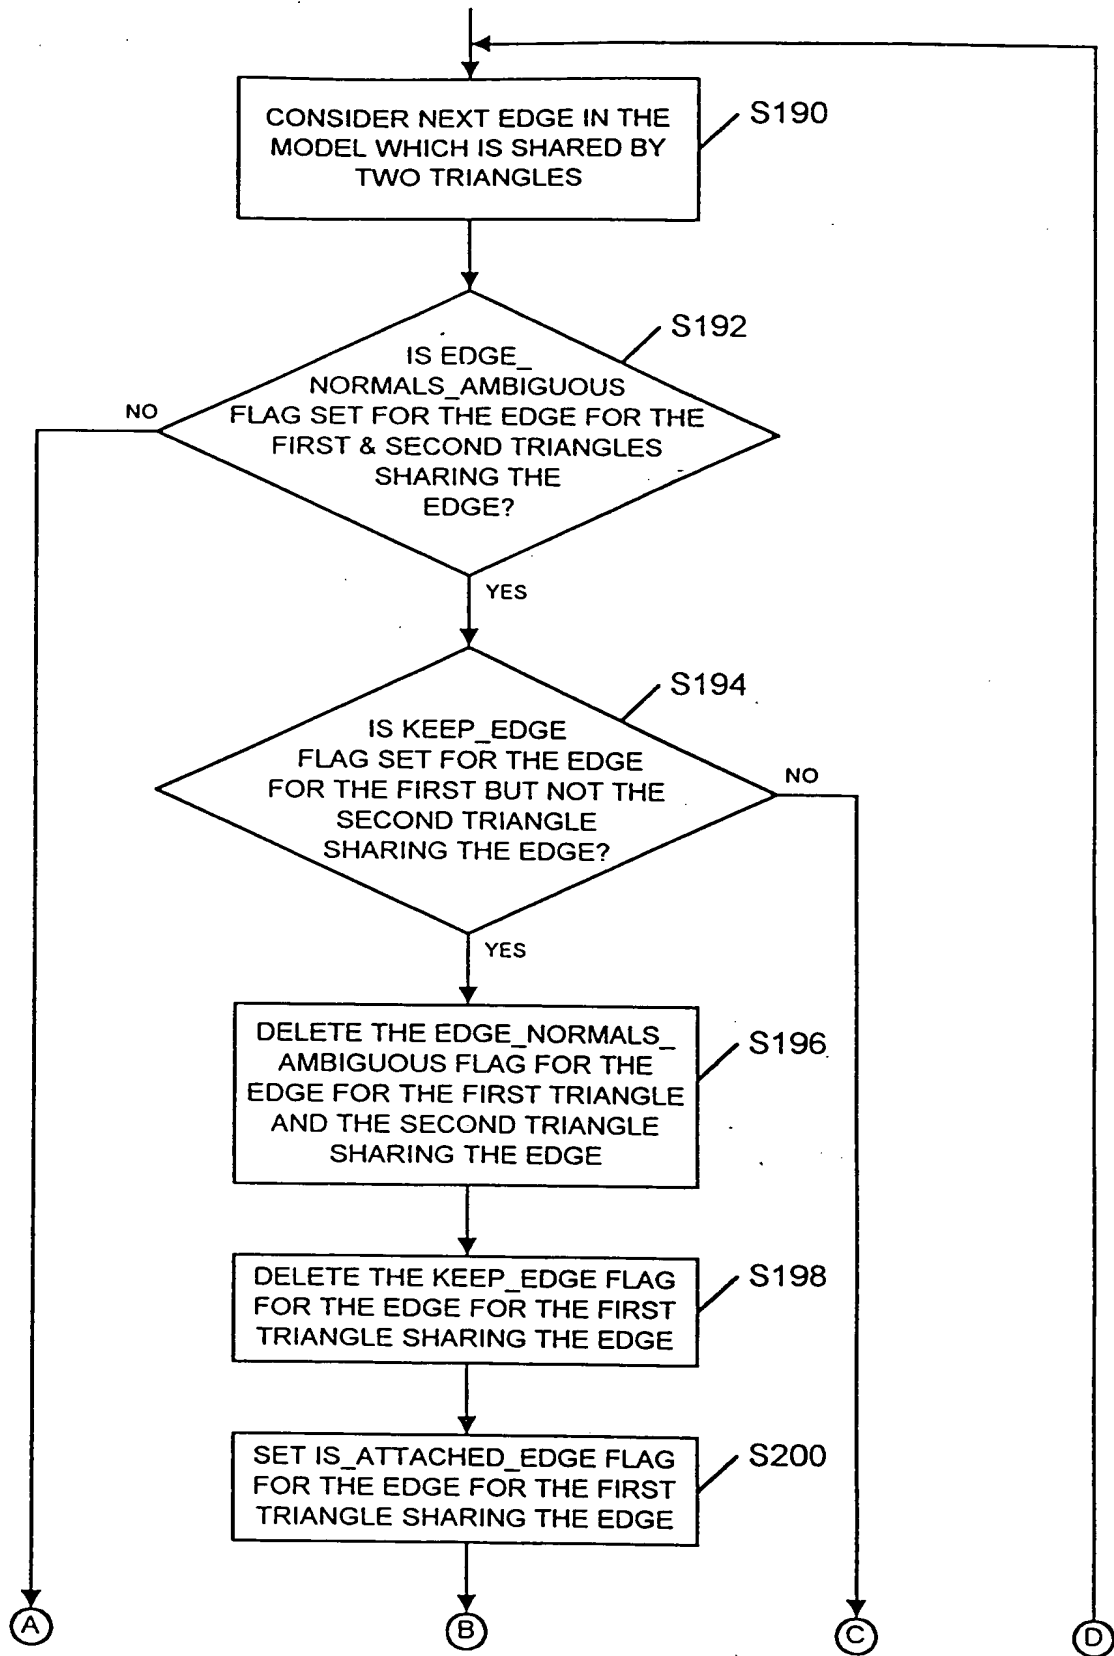 CONSIDER NEXT EDGE IN THE
MODEL WHICH IS SHARED BY
TWO TRIANGLES
S190
IS EDGE_
NORMALS_AMBIGUOUS
FLAG SET FOR THE EDGE FOR THE
FIRST & SECOND TRIANGLES
SHARING THE
EDGE?
S192
NO
YES
IS KEEP_EDGE
FLAG SET FOR THE EDGE
FOR THE FIRST BUT NOT THE
SECOND TRIANGLE
SHARING THE EDGE?
S194
NO
YES
DELETE THE EDGE_NORMALS_
AMBIGUOUS FLAG FOR THE
EDGE FOR THE FIRST TRIANGLE
AND THE SECOND TRIANGLE
SHARING THE EDGE
S196
DELETE THE KEEP_EDGE FLAG
FOR THE EDGE FOR THE FIRST
TRIANGLE SHARING THE EDGE
S198
SET IS_ATTACHED_EDGE FLAG
FOR THE EDGE FOR THE FIRST
TRIANGLE SHARING THE EDGE
S200
A
B
C
D